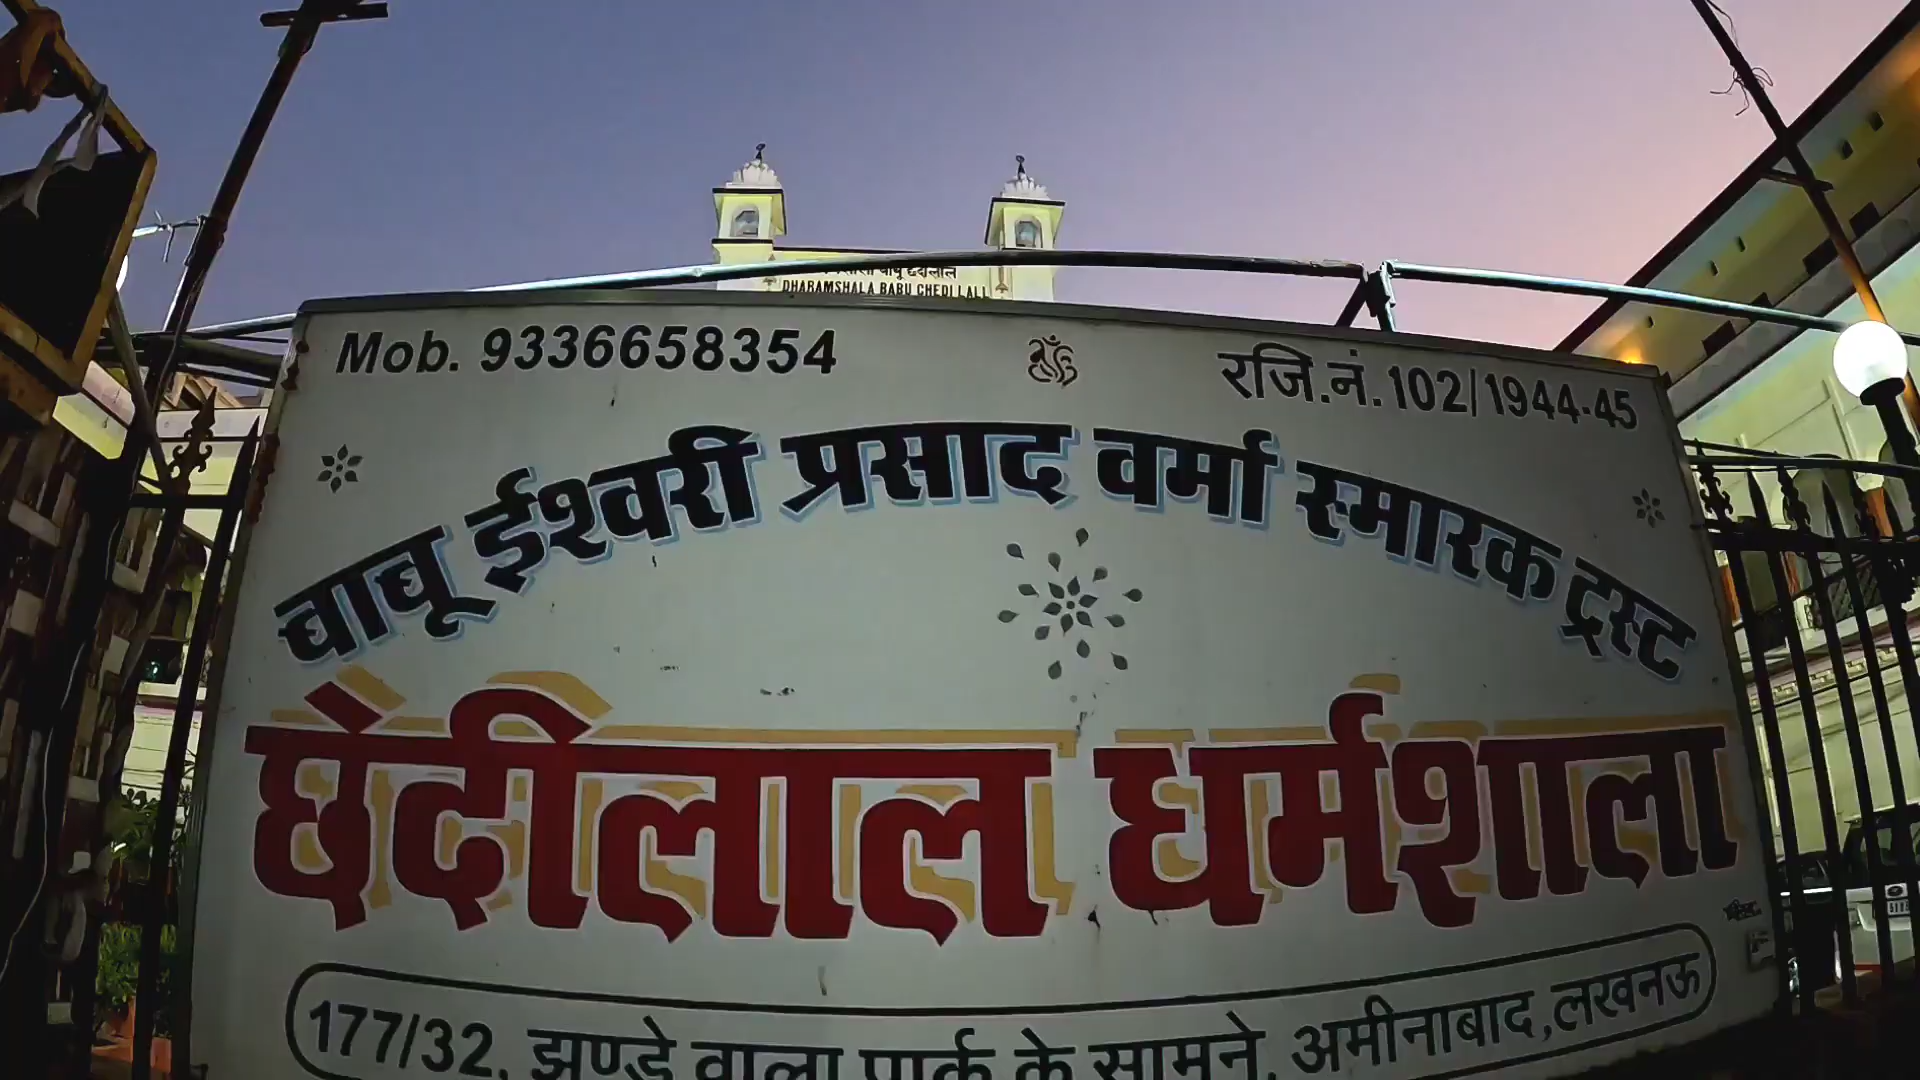 बाबू छेदीलाल
DHARAMSHALA BABU CHEDI LALL
Mob. 9336658354
रजि.नं.102/1944-45
बाबू ईश्वरी प्रसाद वर्मा स्मारक ट्रस्ट
छेदीलाल धर्मशाला
177/32, झण्डे वाला पार्क के सामने, अमीनाबाद,लखनऊ